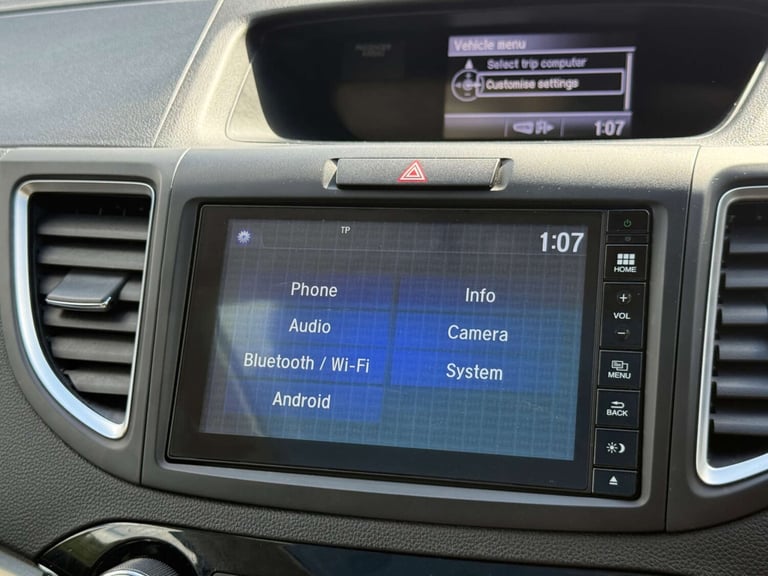 Vehicle menu
Select trip computer
Customise settings
1:07
TP
1:07
Phone
Info
Audio
Camera
Bluetooth / Wi-Fi
System
Android
HOME
VOL
MENU
BACK